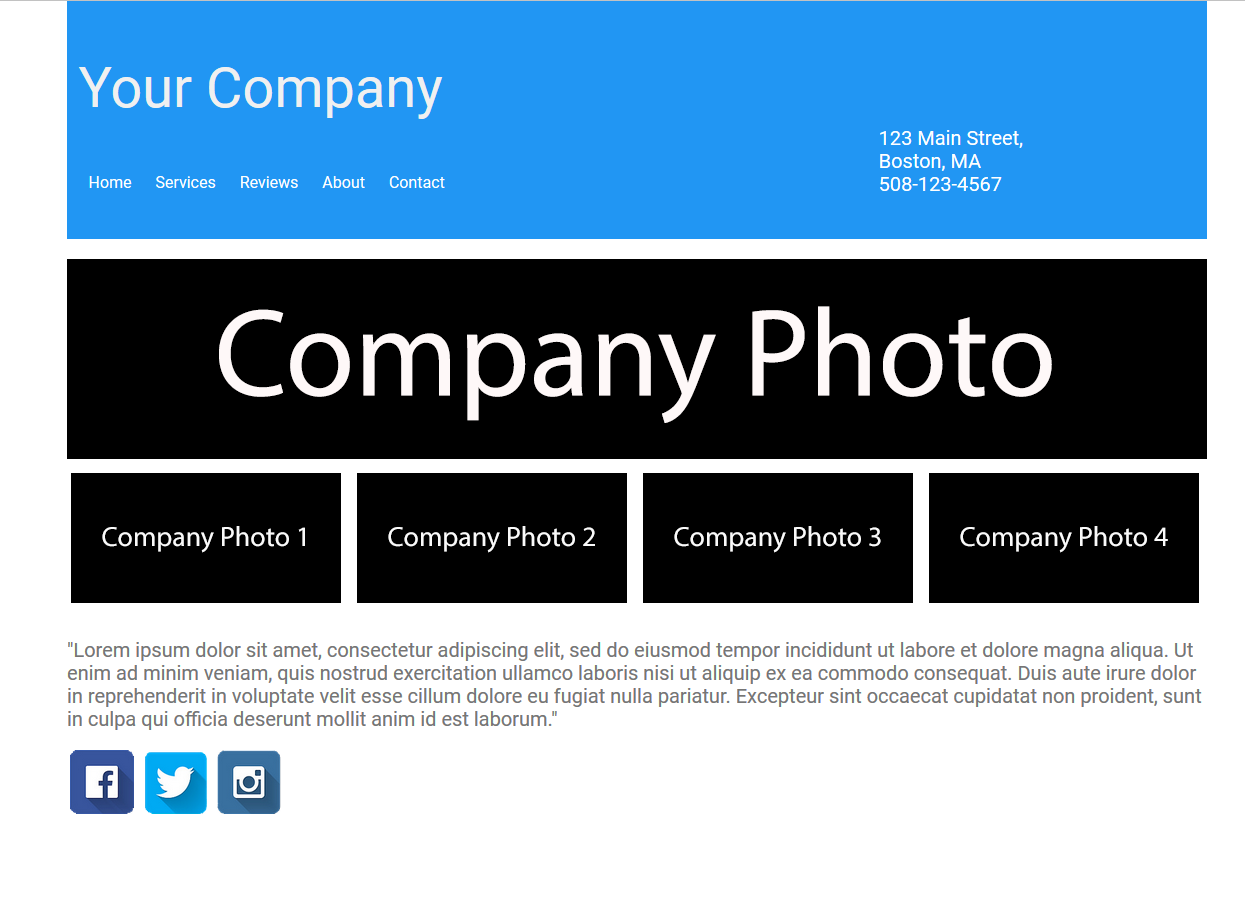 Your Company
123 Main Street,
Boston, MA
508-123-4567
Home Services Reviews About Contact
Company Photo
Company Photo 1
Company Photo 2
Company Photo 3
Company Photo 4
"Lorem ipsum dolor sit amet, consectetur adipiscing elit, sed do eiusmod tempor incididunt ut labore et dolore magna aliqua. Ut
enim ad minim veniam, quis nostrud exercitation ullamco laboris nisi ut aliquip ex ea commodo consequat. Duis aute irure dolor
in reprehenderit in voluptate velit esse cillum dolore eu fugiat nulla pariatur. Excepteur sint occaecat cupidatat non proident, sunt
in culpa qui officia deserunt mollit anim id est laborum."